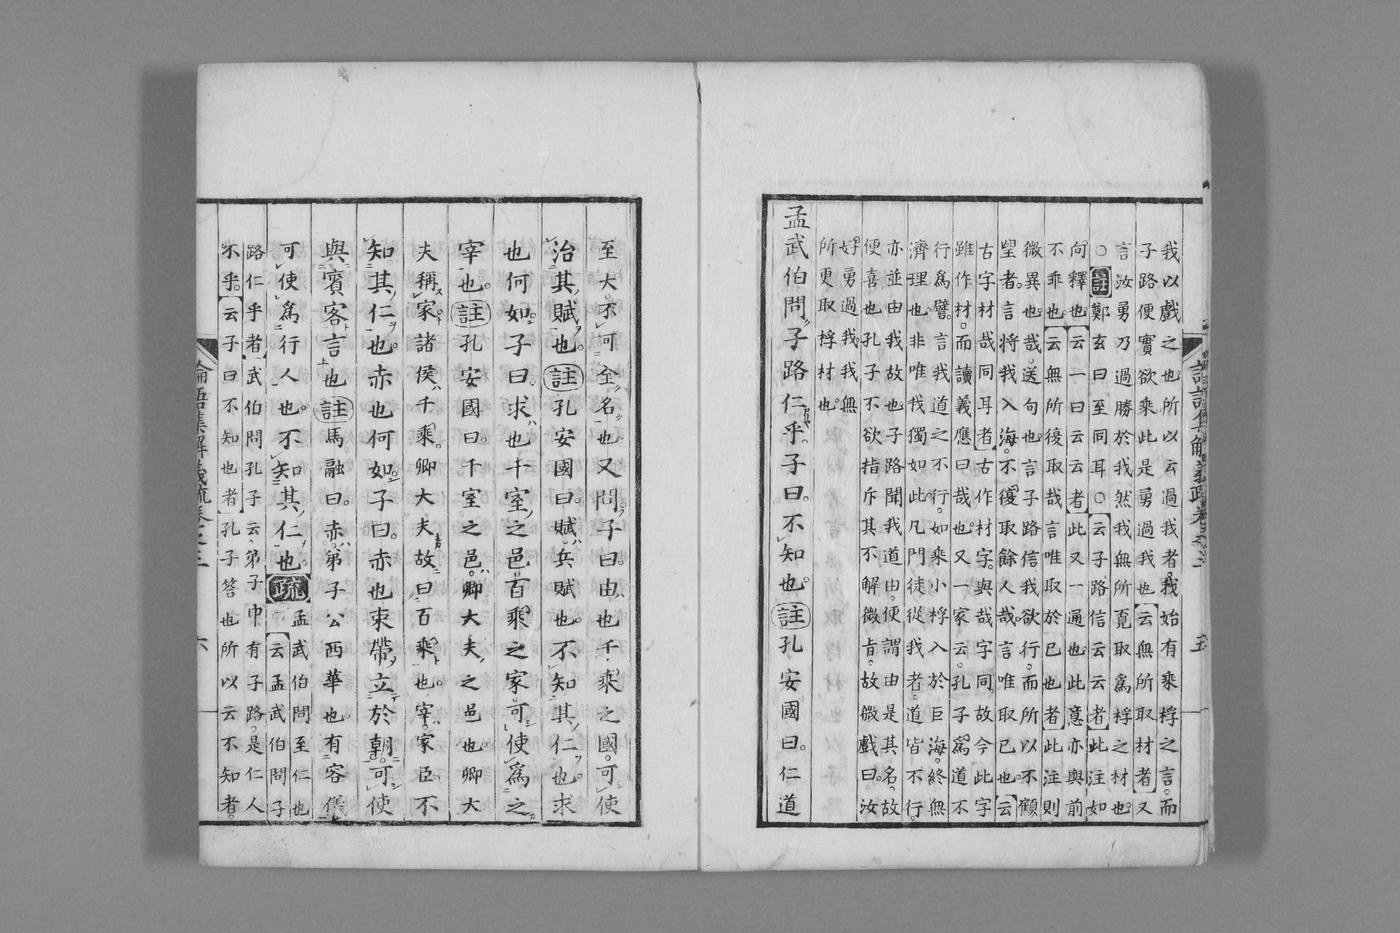 我以戲之也所以云過我者我始有乘桴之言而
子路便實欲乘此是勇過我也【云無所取材者又
言汝勇乃過勝於我然我無所覓取爲桴之材也
○註鄭玄曰至同耳○【云子路信云云者】此注如
向釋也【云一曰云云者】此又一通也此意亦與前
不乖也【云無所復取哉言唯取於已也者】此注則
微異也哉送句也言子路信我欲行而所以不顧
望者言將我入海不復取餘人哉言唯取已也【云
古字材哉同耳者】古作材字與哉字同故今此字
雖作材而讀義應曰哉也又一家云孔子爲道不
行爲譬言我道之不行如乘小桴入於巨海終無
濟理也非唯我獨如此凡門徒從我者道皆不行
亦並由我故也子路聞我道由便謂由是其名故
便喜也孔子不欲指斥其不解微旨故微戲曰汝
好勇過我我無
所更取桴材也
孟武伯問子路仁乎子曰不知也註孔安國曰仁道
至大不可全名也又問子曰由也千乘之國可使
治其賦也註孔安國曰賦兵賦也不知其仁也求
也何如子曰求也千室之邑百乘之家可使爲之
宰也註孔安國曰千室之邑卿大夫之邑也卿大
夫稱家諸侯千乘卿大夫故曰百乘也宰家臣不
知其仁也赤也何如子曰赤也束帶立於朝可使
與賓客言也註馬融曰赤弟子公西華也有容儀
可使爲行人也不知其仁也疏
孟武伯問至仁也
【云孟武伯問子
路仁乎者】武伯問孔子云弟子中有子路是仁人
不乎【云子曰不知也者】孔子答也所以云不知者
論語集解義疏卷之三
五
六